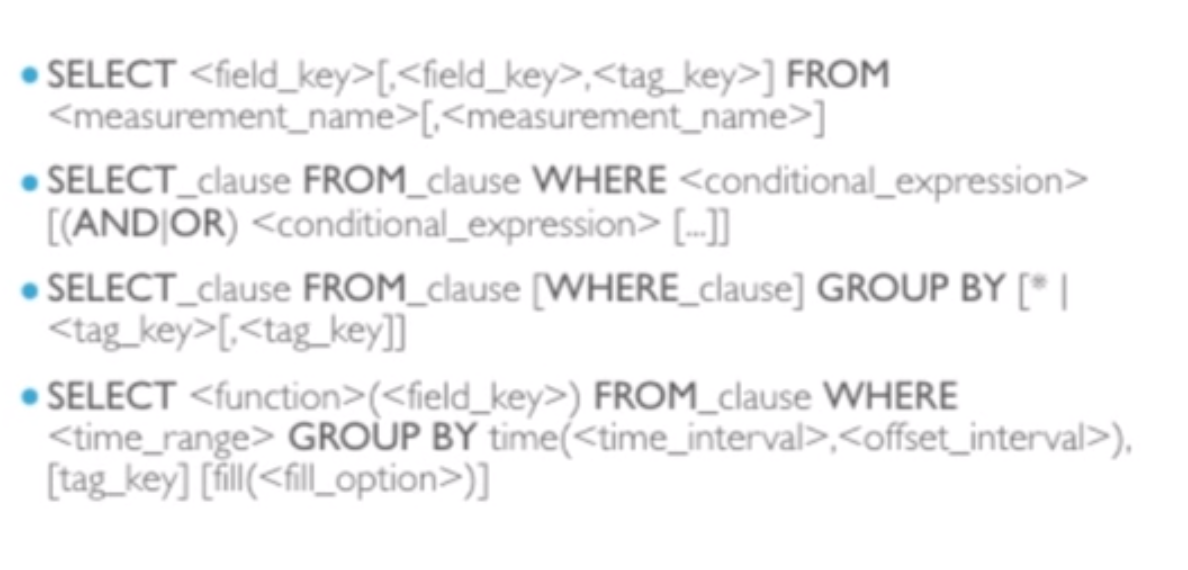 • SELECT <field_key>[,<field_key>,<tag_key>] FROM
<measurement_name>[,<measurement_name>]
• SELECT_clause FROM_clause WHERE <conditional_expression>
[(AND|OR) <conditional_expression> [...]]
• SELECT_clause FROM_clause [WHERE_clause] GROUP BY [* |
<tag_key>[,<tag_key]]
• SELECT <function>(<field_key>) FROM_clause WHERE
<time_range> GROUP BY time(<time_interval>,<offset_interval>),
[tag_key] [fill(<fill_option>)]